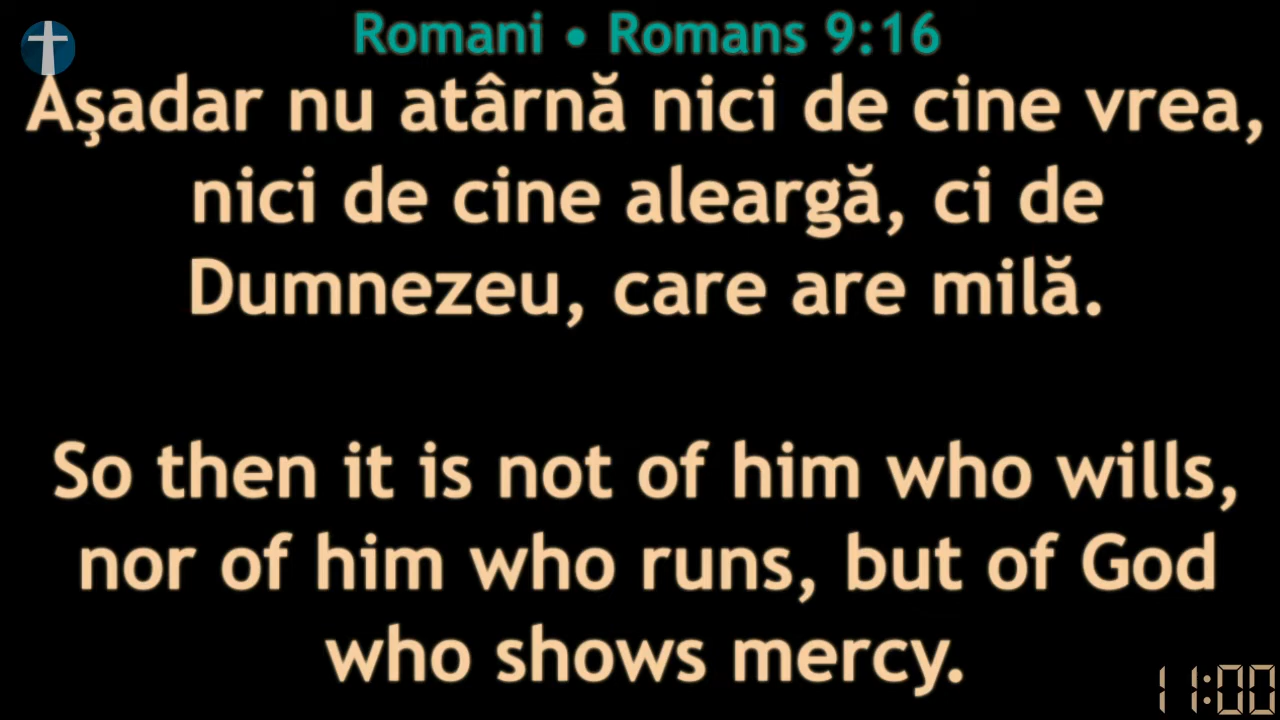 Romani • Romans 9:16
Aşadar nu atârnă nici de cine vrea,
nici de cine aleargă, ci de
Dumnezeu, care are milă.
So then it is not of him who wills,
nor of him who runs, but of God
who shows mercy.
11:00